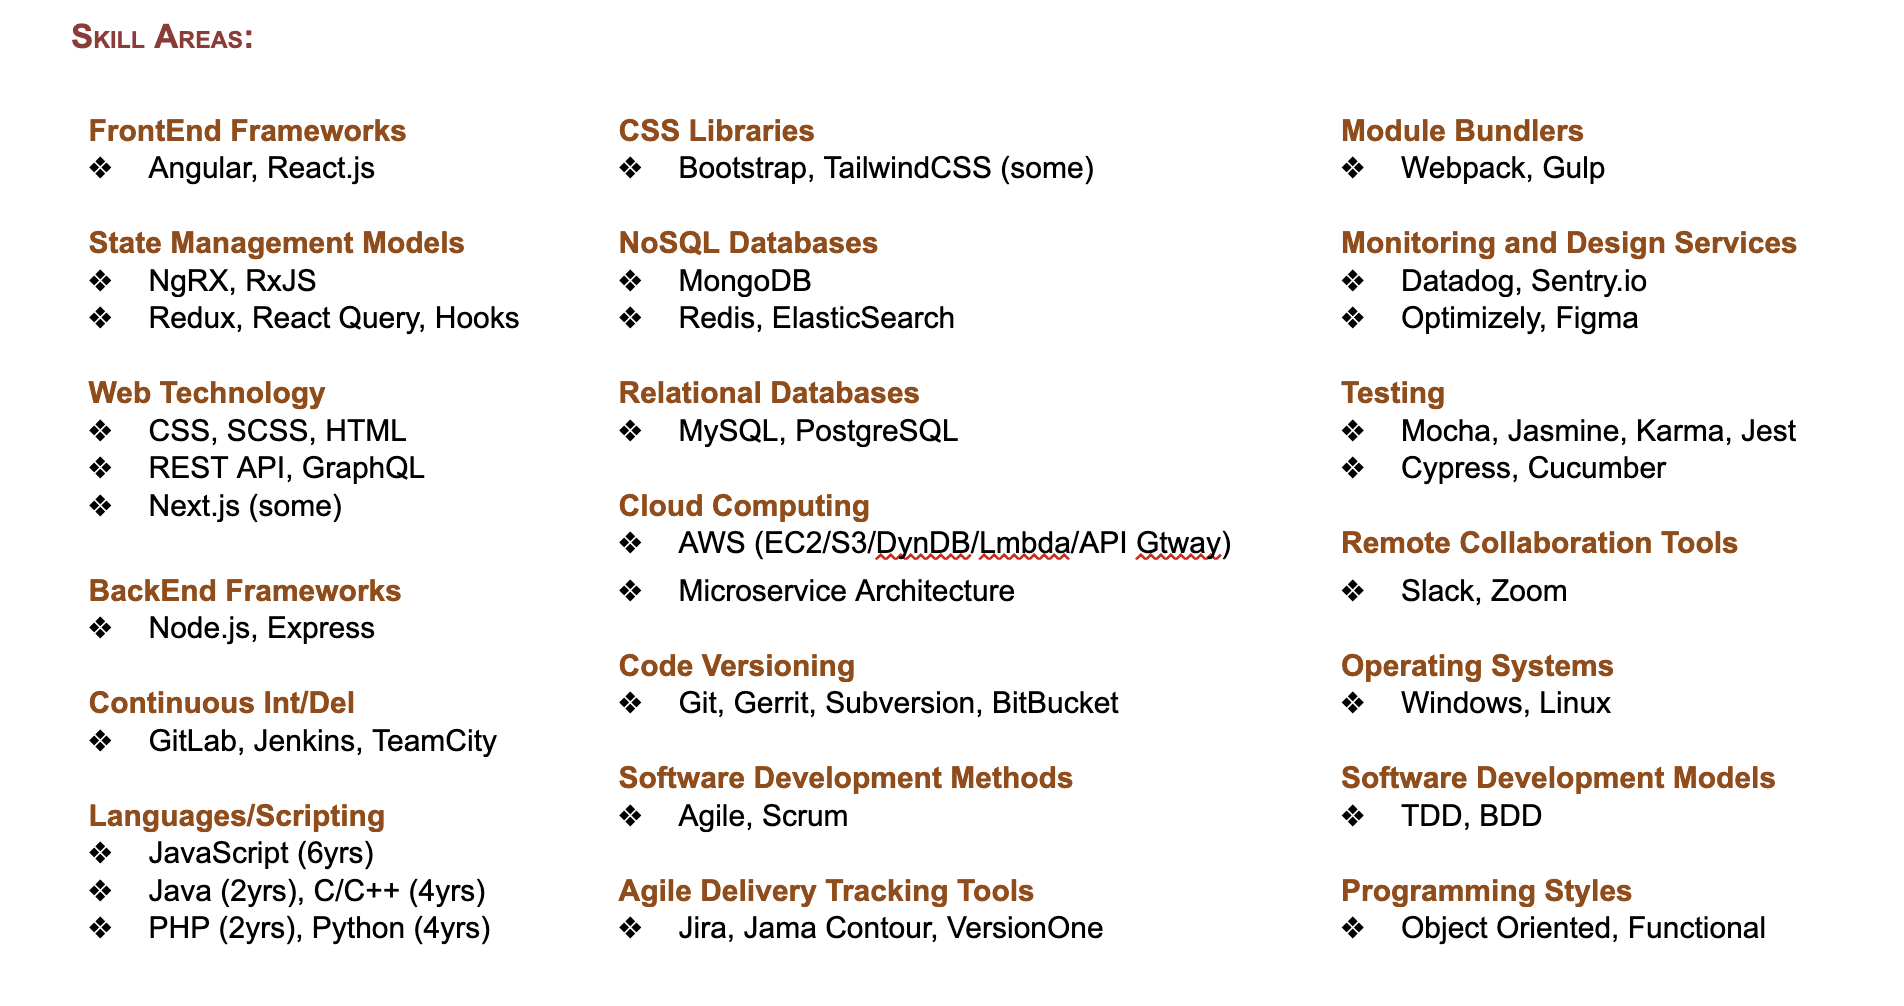 SKILL AREAS:
FrontEnd Frameworks
❖ Angular, React.js
State Management Models
❖ NgRX, RxJS
❖ Redux, React Query, Hooks
Web Technology
❖ CSS, SCSS, HTML
❖ REST API, GraphQL
❖ Next.js (some)
BackEnd Frameworks
❖ Node.js, Express
Continuous Int/Del
❖ GitLab, Jenkins, TeamCity
Languages/Scripting
❖ JavaScript (6yrs)
❖ Java (2yrs), C/C++ (4yrs)
❖ PHP (2yrs), Python (4yrs)
CSS Libraries
❖ Bootstrap, TailwindCSS (some)
NoSQL Databases
❖ MongoDB
❖ Redis, ElasticSearch
Relational Databases
❖ MySQL, PostgreSQL
Cloud Computing
❖ AWS (EC2/S3/DynDB/Lmbda/API Gtway)
❖ Microservice Architecture
Code Versioning
❖ Git, Gerrit, Subversion, BitBucket
Software Development Methods
❖ Agile, Scrum
Agile Delivery Tracking Tools
❖ Jira, Jama Contour, VersionOne
Module Bundlers
❖ Webpack, Gulp
Monitoring and Design Services
❖ Datadog, Sentry.io
❖ Optimizely, Figma
Testing
❖ Mocha, Jasmine, Karma, Jest
❖ Cypress, Cucumber
Remote Collaboration Tools
❖ Slack, Zoom
Operating Systems
❖ Windows, Linux
Software Development Models
❖ TDD, BDD
Programming Styles
❖ Object Oriented, Functional